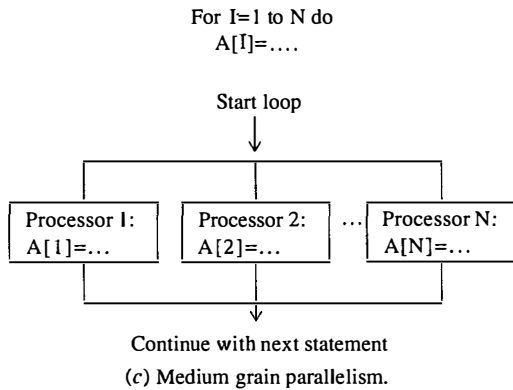 For I=1 to N do
A[I]=....
Start loop
Processor 1:
A[1]=...
Processor 2:
A[2]=...
...
Processor N:
A[N]=...
Continue with next statement
(c) Medium grain parallelism.